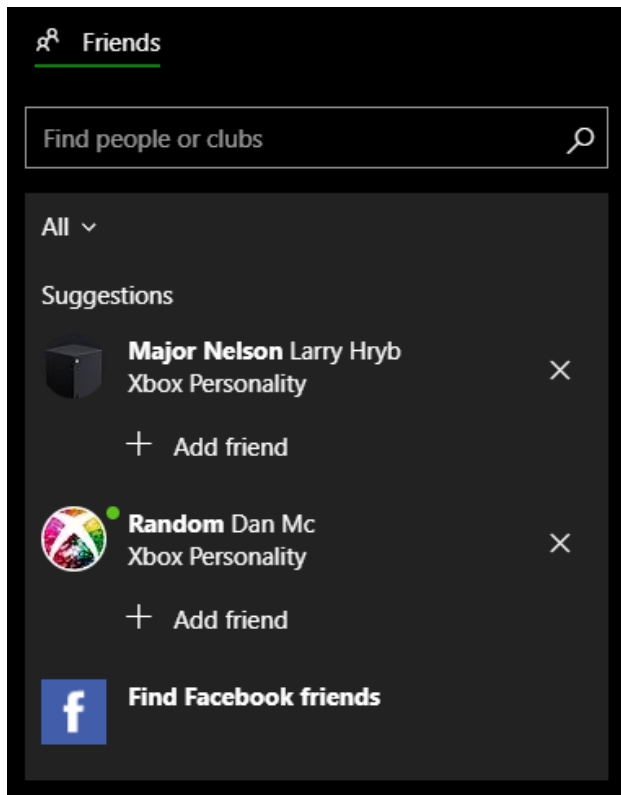 Friends
Find people or clubs
All
Suggestions
Major Nelson Larry Hryb
Xbox Personality
Add friend
Random Dan Mc
Xbox Personality
Add friend
f
Find Facebook friends